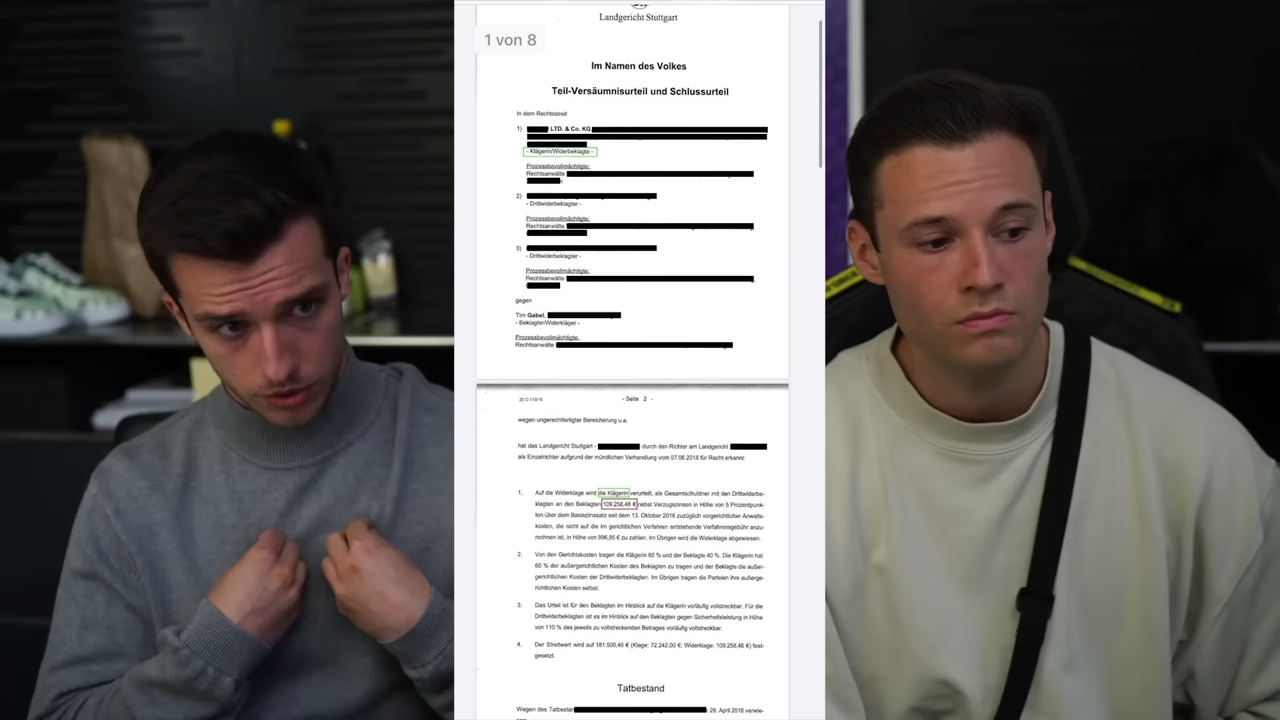 Landgericht Stuttgart
1 von 8
Im Namen des Volkes
Teil-Versäumnisurteil und Schlussurteil
In dem Rechtsstreit
1) LTD. & Co. KG
- Klägerin/Widerbeklagte -
Prozessbevollmächtigte:
Rechtsanwälte
2)
- Drittwiderbeklagter -
Prozessbevollmächtigte:
Rechtsanwälte
3)
- Drittwiderbeklagter -
Prozessbevollmächtigte:
Rechtsanwälte
gegen
Tim Gabel,
- Beklagter/Widerkläger -
Prozessbevollmächtigte:
Rechtsanwälte
- Seite 2 -
wegen ungerechtfertigter Bereicherung u.a.
hat das Landgericht Stuttgart - durch den Richter am Landgericht
als Einzelrichter aufgrund der mündlichen Verhandlung vom 07.06.2018 für Recht erkannt:
1. Auf die Widerklage wird die Klägerin verurteilt, als Gesamtschuldner mit den Drittwiderbe-
klagten an den Beklagten 109.258,46 € nebst Verzugszinsen in Höhe von 5 Prozentpunk-
ten über dem Basiszinssatz seit dem 13. Oktober 2016 zuzüglich vorgerichtlicher Anwalts-
kosten, die nicht auf die im gerichtlichen Verfahren entstehende Verfahrensgebühr anzu-
rechnen ist, in Höhe von 996,95 € zu zahlen. Im Übrigen wird die Widerklage abgewiesen.
2. Von den Gerichtskosten tragen die Klägerin 60 % und der Beklagte 40 %. Die Klägerin hat
60 % der außergerichtlichen Kosten des Beklagten zu tragen und der Beklagte die außer-
gerichtlichen Kosten der Drittwiderbeklagten. Im Übrigen tragen die Parteien ihre außerge-
richtlichen Kosten selbst.
3. Das Urteil ist für den Beklagten im Hinblick auf die Klägerin vorläufig vollstreckbar. Für die
Drittwiderbeklagten ist es im Hinblick auf den Beklagten gegen Sicherheitsleistung in Höhe
von 110 % des jeweils zu vollstreckenden Betrages vorläufig vollstreckbar.
4. Der Streitwert wird auf 181.500,46 € (Klage: 72.242,00 €; Widerklage: 109.258,46 €) fest-
gesetzt.
Tatbestand
Wegen des Tatbestan 28. April 2016 verwie-